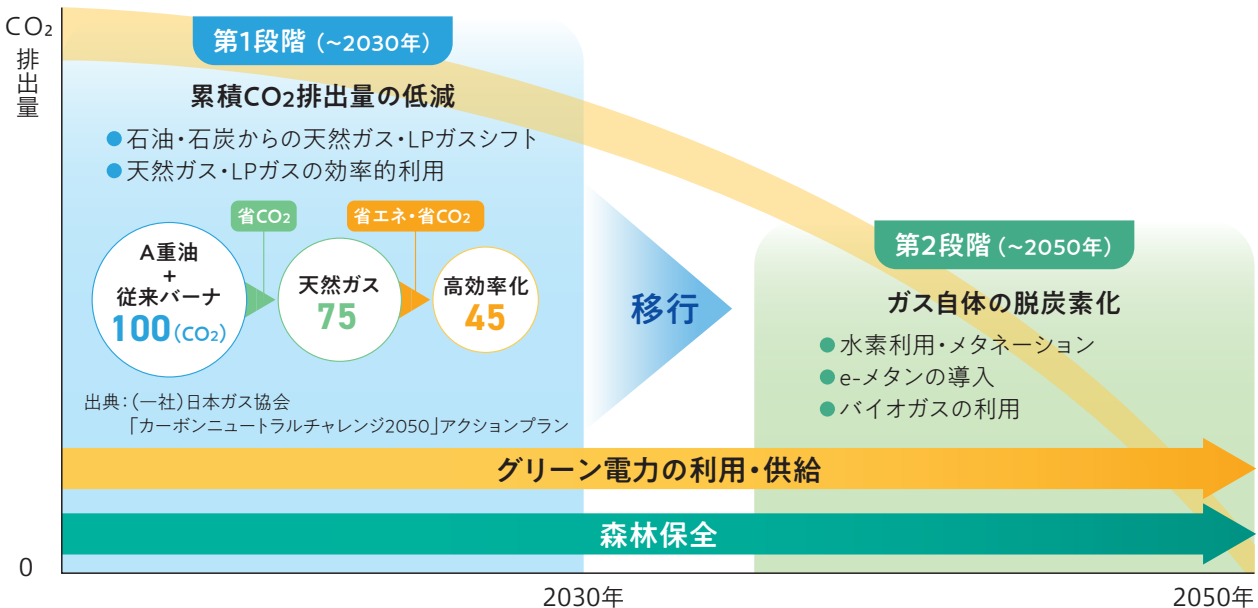 CO₂
排出量
第1段階(~2030年)
累積CO₂排出量の低減
●石油・石炭からの天然ガス・LPガスシフト
●天然ガス・LPガスの効率的利用
省CO₂
省エネ・省CO₂
A重油
+
従来バーナ
100(CO₂)
天然ガス
75
高効率化
45
出典:(一社)日本ガス協会
「カーボンニュートラルチャレンジ2050」アクションプラン
移行
第2段階(~2050年)
ガス自体の脱炭素化
●水素利用・メタネーション
●e-メタンの導入
●バイオガスの利用
グリーン電力の利用・供給
森林保全
0
2030年
2050年